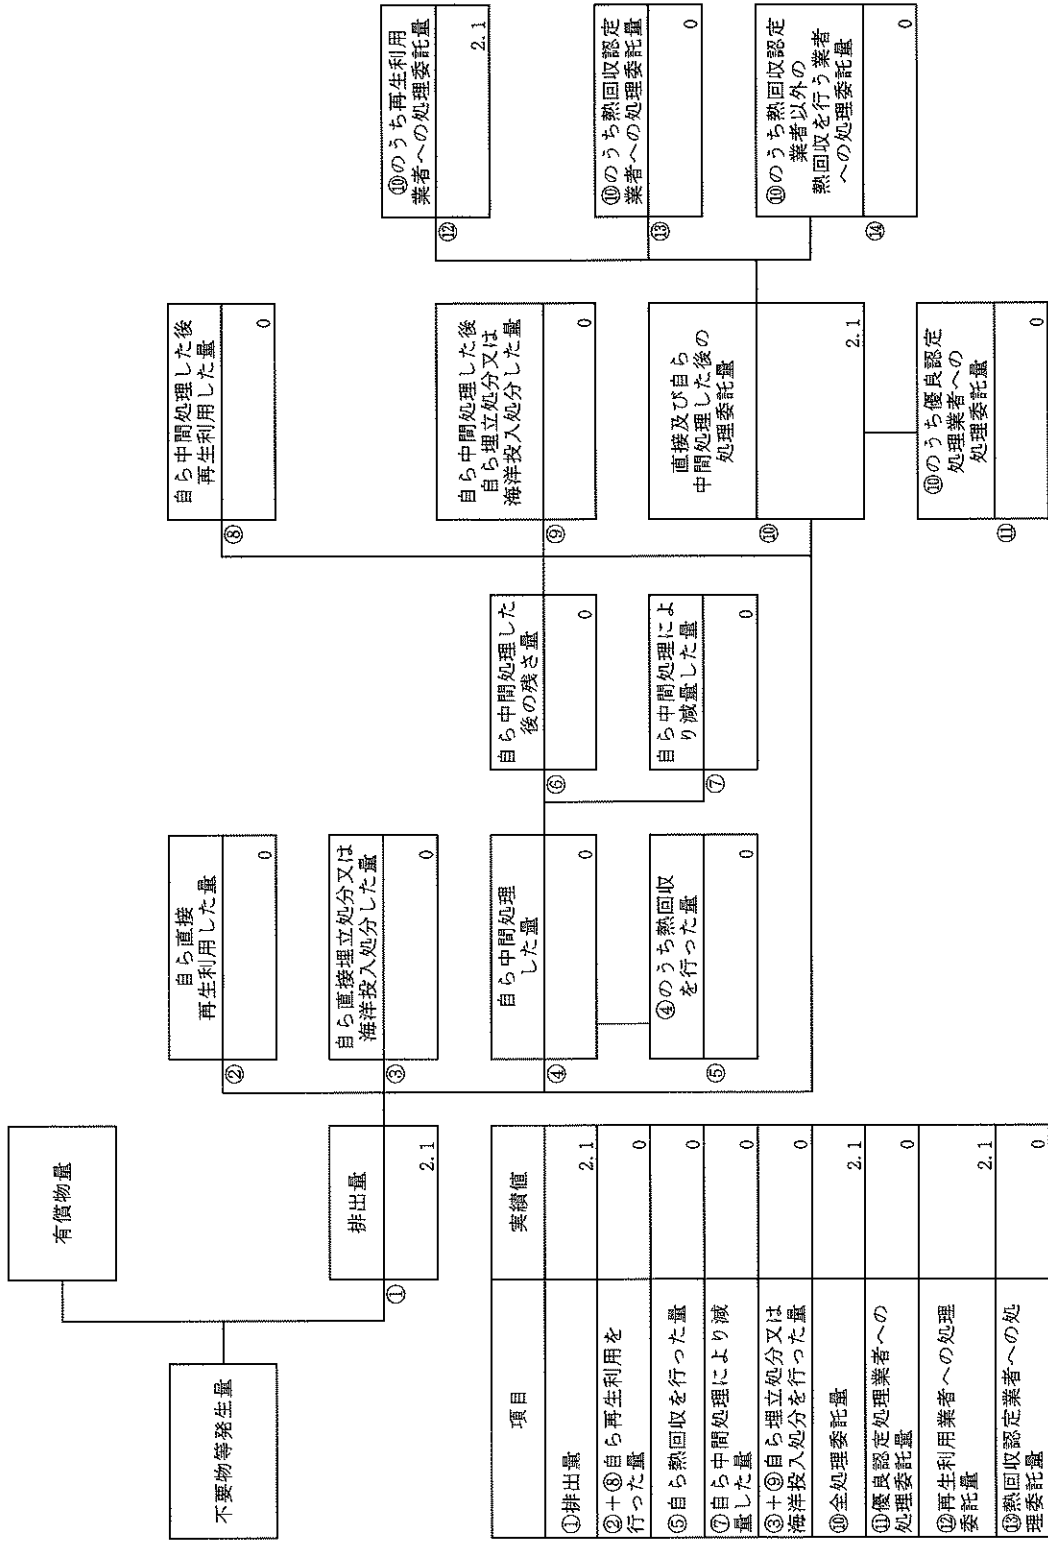 不要物等発生量
有償物量
①
排出量
2.1
②
自ら直接
再生利用した量
0
③
自ら直接埋立処分又は
海洋投入処分した量
0
④
自ら中間処理
した量
0
⑤
④のうち熱回収
を行った量
0
⑥
自ら中間処理した
後の残さ量
0
⑦
自ら中間処理によ
り減量した量
0
⑧
自ら中間処理した後
再生利用した量
0
⑨
自ら中間処理した後
自ら埋立処分又は
海洋投入処分した量
0
⑩
直接及び自ら
中間処理した後の
処理委託量
2.1
⑪
⑩のうち優良認定
処理業者への
処理委託量
0
⑫
⑩のうち再生利用
業者への処理委託量
2.1
⑬
⑩のうち熱回収認定
業者への処理委託量
0
⑭
⑩のうち熱回収認定
業者以外の
熱回収を行う業者
への処理委託量
0
項目 実績値
①排出量 2.1
②+⑧自ら再生利用を
行った量 0
⑤自ら熱回収を行った量 0
⑦自ら中間処理により減
量した量 0
③+⑨自ら埋立処分又は
海洋投入処分を行った量 0
⑩全処理委託量 2.1
⑪優良認定処理業者への
処理委託量 0
⑫再生利用業者への処理
委託量 2.1
⑬熱回収認定業者への処
理委託量 0